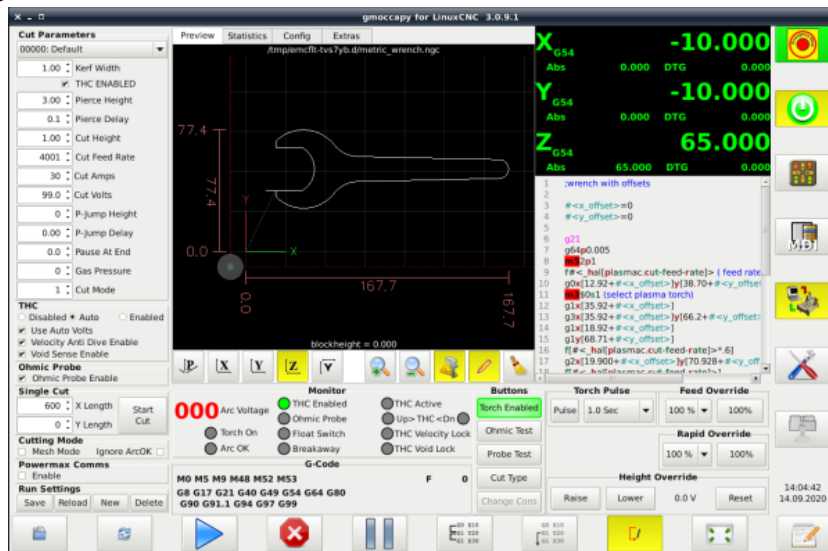 gmoccapy for LinuxCNC 3.0.9.1
Cut Parameters
00000: Default
1.00 Kerf Width
THC ENABLED
3.00 Pierce Height
0.1 Pierce Delay
1.00 Cut Height
4001 Cut Feed Rate
30 Cut Amps
99.0 Cut Volts
0 P-Jump Height
0.00 P-Jump Delay
0.0 Pause At End
0 Gas Pressure
1 Cut Mode
THC
Disabled Auto Enabled
Use Auto Volts
Velocity Anti Dive Enable
Void Sense Enable
Ohmic Probe
Ohmic Probe Enable
Single Cut
600 X Length
0 Y Length
Start Cut
Cutting Mode
Mesh Mode Ignore ArcOK
Powermax Comms
Enable
Run Settings
Save Reload New Delete
Preview Statistics Config Extras
/tmp/emcflt-tvs7yb.d/metric_wrench.ngc
77.4
77.4
0.0
Y
X
0.0
167.7
167.7
blockheight = 0.000
P X Y Z Y
X G54 -10.000
Abs 0.000 DTG 0.000
Y G54 -10.000
Abs 0.000 DTG 0.000
Z G54 65.000
Abs 65.000 DTG 0.000
1 ;wrench with offsets
2
3 #<x_offset>=0
4 #<y_offset>=0
5
6 g21
7 g64p0.005
8 m52p1
9 f#<_hal[plasmac.cut-feed-rate]> ( feed rate
10 g0x[12.92+#<x_offset>]y[38.70+#<y_offset
11 m3$0s1 (select plasma torch)
12 g1x[35.92+#<x_offset>]
13 g3x[35.92+#<x_offset>]y[66.2+#<y_offset>
14 g1x[18.92+#<x_offset>]
15 g1y[68.71+#<y_offset>]
16 f[#<_hal[plasmac.cut-feed-rate]>*.6]
17 g2x[19.900+#<x_offset>]y[70.928+#<y_off
18 f#<_hal[plasmac.cut-feed-rate]>
MDI
Monitor
000 Arc Voltage
THC Enabled
THC Active
Ohmic Probe
Up> THC <Dn
Torch On
Float Switch
THC Velocity Lock
Arc OK
Breakaway
THC Void Lock
G-Code
M0 M5 M9 M48 M52 M53 F 0
G8 G17 G21 G40 G49 G54 G64 G80
G90 G91.1 G94 G97 G99
Buttons
Torch Enabled
Ohmic Test
Probe Test
Cut Type
Change Cons
Torch Pulse
Pulse 1.0 Sec
Feed Override
100 % 100%
Rapid Override
100 % 100%
Height Override
Raise Lower 0.0 V Reset
14:04:42
14.09.2020